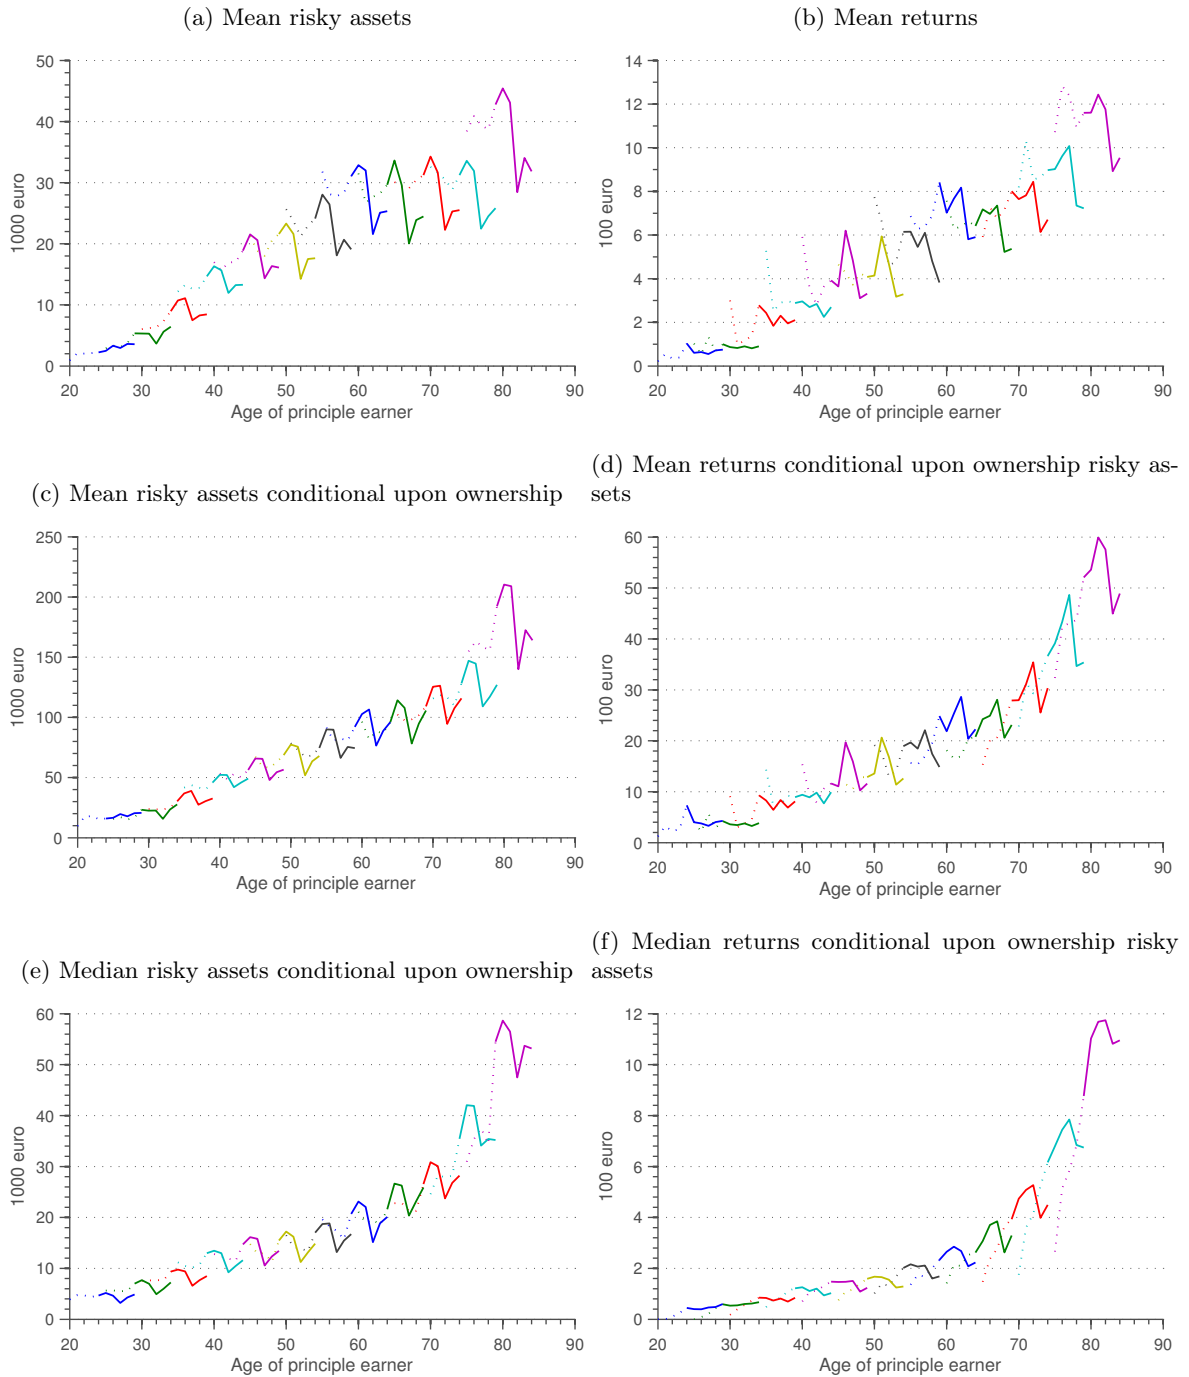 (a) Mean risky assets
50
40
30
20
10
0
1000 euro
20 30 40 50 60 70 80 90
Age of principle earner
(b) Mean returns
14
12
10
8
6
4
2
0
100 euro
20 30 40 50 60 70 80 90
Age of principle earner
(c) Mean risky assets conditional upon ownership
250
200
150
100
50
0
1000 euro
20 30 40 50 60 70 80 90
Age of principle earner
(d) Mean returns conditional upon ownership risky as-
sets
60
50
40
30
20
10
0
100 euro
20 30 40 50 60 70 80 90
Age of principle earner
(e) Median risky assets conditional upon ownership
60
50
40
30
20
10
0
1000 euro
20 30 40 50 60 70 80 90
Age of principle earner
(f) Median returns conditional upon ownership risky
assets
12
10
8
6
4
2
0
100 euro
20 30 40 50 60 70 80 90
Age of principle earner